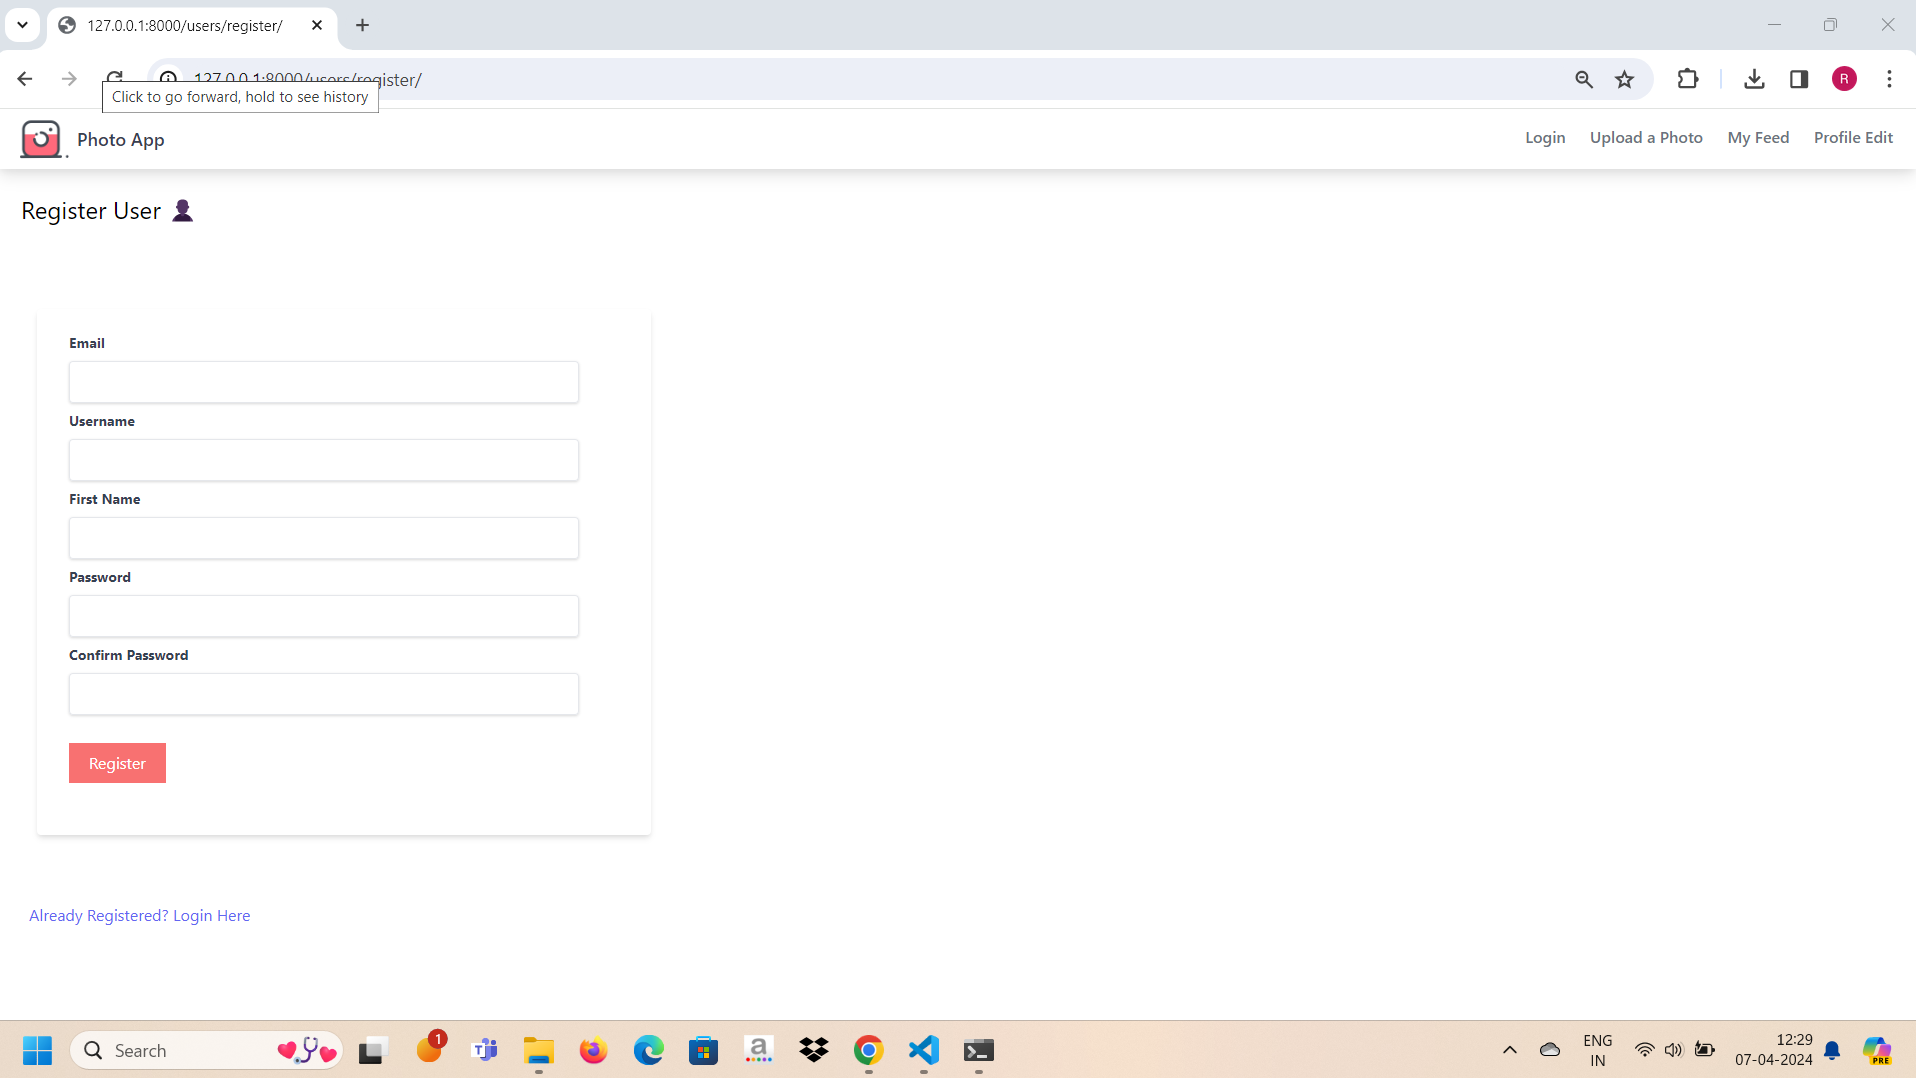 127.0.0.1:8000/users/register/
127.0.0.1:8000/users/register/
R
Click to go forward, hold to see history
Photo App
Login
Upload a Photo
My Feed
Profile Edit
Register User
Email
Username
First Name
Password
Confirm Password
Register
Already Registered? Login Here
Search
1
T
a
ENG
IN
12:29
07-04-2024
PRE